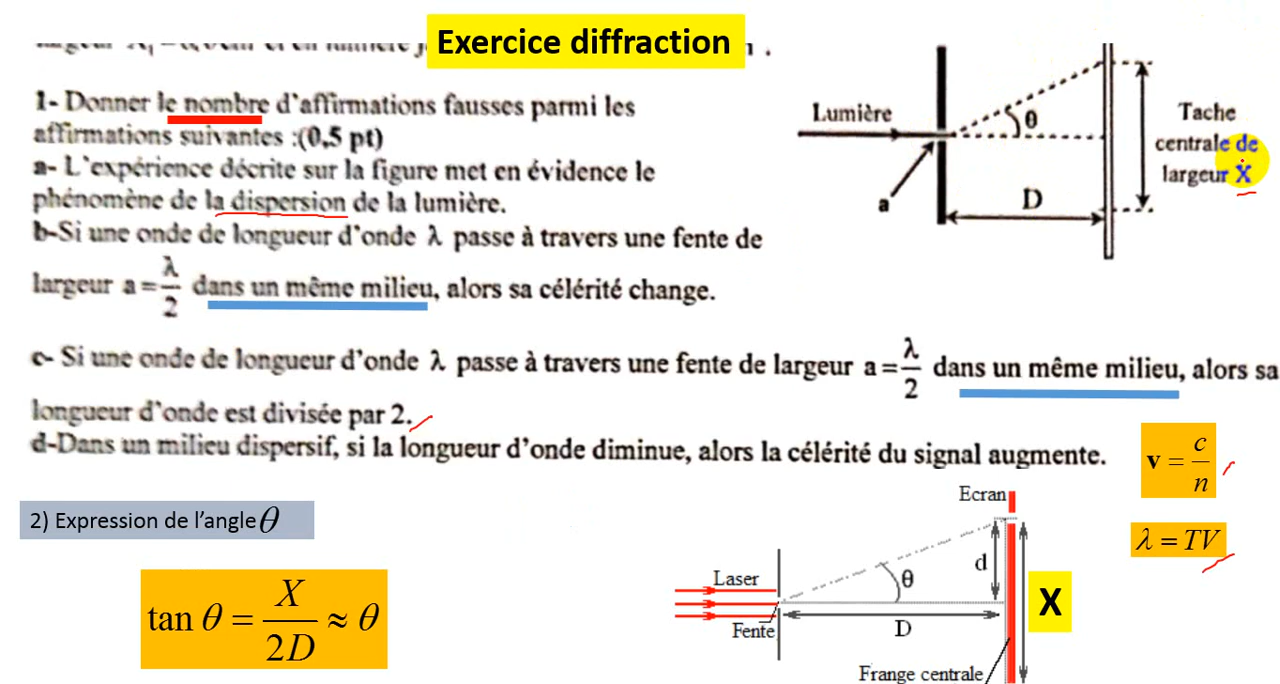 Exercice diffraction
1- Donner le nombre d'affirmations fausses parmi les
affirmations suivantes :(0,5 pt)
a- L'expérience décrite sur la figure met en évidence le
phénomène de la dispersion de la lumière.
b-Si une onde de longueur d'onde λ passe à travers une fente de
largeur a = λ/2 dans un même milieu, alors sa célérité change.
c- Si une onde de longueur d'onde λ passe à travers une fente de largeur a = λ/2 dans un même milieu, alors sa
longueur d'onde est divisée par 2.
d-Dans un milieu dispersif, si la longueur d'onde diminue, alors la célérité du signal augmente.
Lumière
θ
a
D
Tache
centrale de
largeur X
v = c/n
λ = TV
2) Expression de l'angle θ
tan θ = X/2D ≈ θ
Ecran
Laser
θ
d
X
Fente
D
Frange centrale